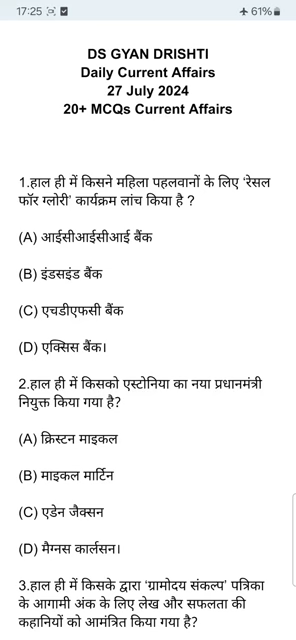 17:25
61%
DS GYAN DRISHTI
Daily Current Affairs
27 July 2024
20+ MCQs Current Affairs
1.हाल ही में किसने महिला पहलवानों के लिए 'रेसल
फॉर ग्लोरी' कार्यक्रम लांच किया है ?
(A) आईसीआईसीआई बैंक
(B) इंडसइंड बैंक
(C) एचडीएफसी बैंक
(D) एक्सिस बैंक।
2.हाल ही में किसको एस्टोनिया का नया प्रधानमंत्री
नियुक्त किया गया है?
(A) क्रिस्टन माइकल
(B) माइकल मार्टिन
(C) एडेन जैक्सन
(D) मैग्नस कार्लसन।
3.हाल ही में किसके द्वारा 'ग्रामोदय संकल्प' पत्रिका
के आगामी अंक के लिए लेख और सफलता की
कहानियों को आमंत्रित किया गया है?